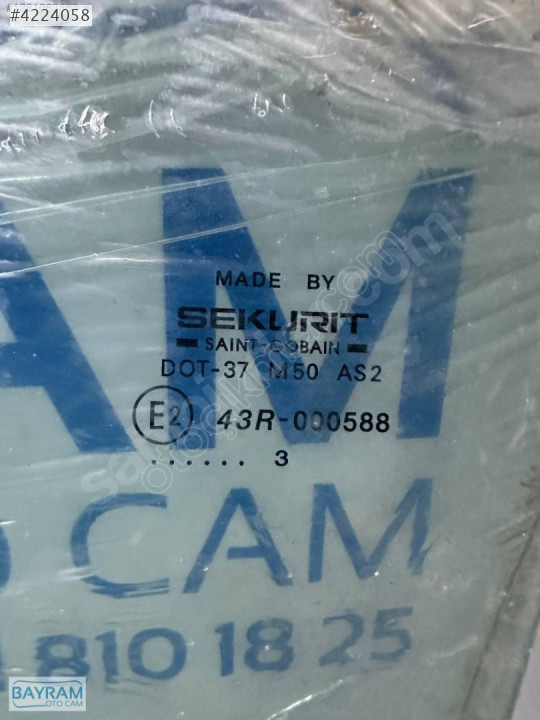 #4224058
AM
MADE BY
SEKURIT
SAINT-GOBAIN
DOT-37 M50 AS2
E2 43R-000588
...... 3
CAM
810 18 25
BAYRAM
OTO CAM